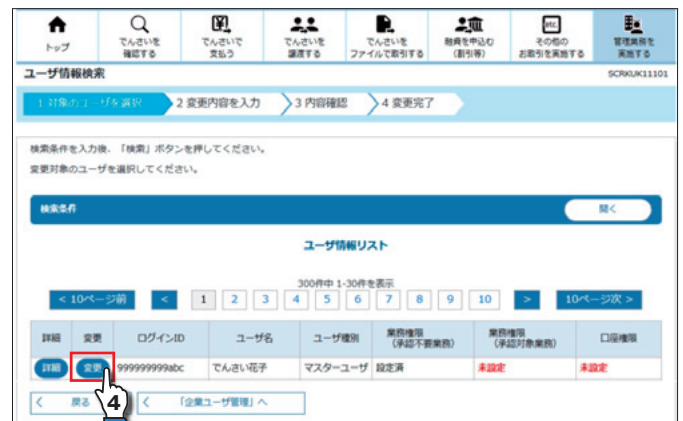 トップ
でんさいを
確認する
でんさいで
支払う
でんさいを
譲渡する
でんさいを
ファイルで取引する
融資を申込む
(割引等)
etc.
その他の
お取引を実施する
管理業務を
実施する
ユーザ情報検索
SCRKUK11101
1 対象のユーザを選択
2 変更内容を入力
3 内容確認
4 変更完了
検索条件を入力後、「検索」ボタンを押してください。
変更対象のユーザを選択してください。
検索条件
開く
ユーザ情報リスト
300件中 1-30件を表示
< 10ページ前
<
1 2 3 4 5 6 7 8 9 10
>
10ページ次 >
詳細 変更 ログインID ユーザ名 ユーザ種別 業務権限 (承認不要業務) 業務権限 (承認対象業務) 口座権限
詳細 変更 999999999abc でんさい花子 マスターユーザ 設定済 未設定 未設定
< 戻る
4
< 「企業ユーザ管理」へ